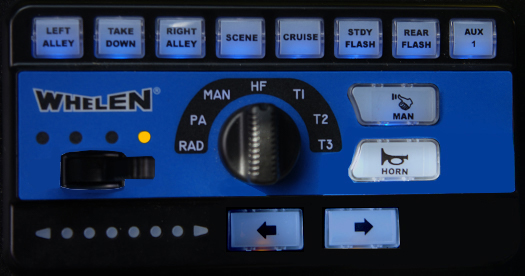 LEFT ALLEY
TAKE DOWN
RIGHT ALLEY
SCENE
CRUISE
STDY FLASH
REAR FLASH
AUX 1
WHELEN®
RAD
PA
MAN
HF
T1
T2
T3
MAN
HORN